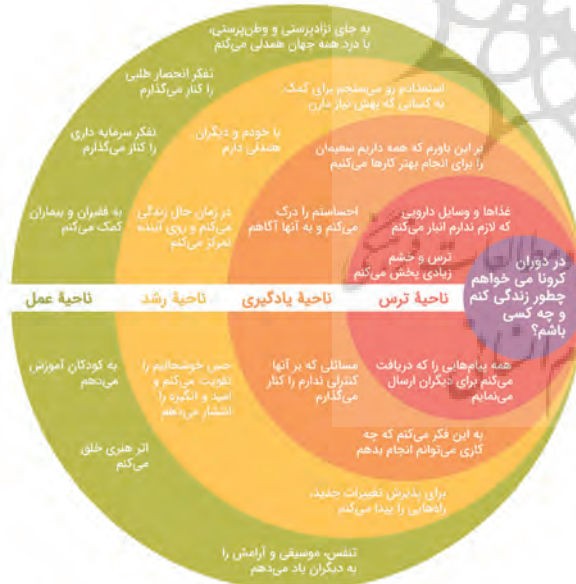 به جای نژادپرستی و وطن‌پرستی،
با درد همه جهان همدلی می‌کنم
تفکر انحصار طلبی
را کنار می‌گذارم
استعدادم رو می‌سنجم برای کمک
به کسانی که بهش نیاز دارن
تفکر سرمایه داری
را کنار می‌گذارم
با خودم و دیگران
همدلی دارم
بر این باورم که همه داریم سعیمان
را برای انجام بهتر کارها می‌کنیم
به فقیران و بیماران
کمک می‌کنم
در زمان حال زندگی
می‌کنم و روی آینده
تمرکز می‌کنم
احساستم را درک
می‌کنم و به آنها آگاهم
غذاها و وسایل دارویی
که لازم ندارم انبار می‌کنم
ترس و خشم
زیادی پخش می‌کنم
در دوران
کرونا می خواهم
چطور زندگی کنم
و چه کسی
باشم؟
ناحیهٔ ترس
ناحیهٔ یادگیری
ناحیهٔ رشد
ناحیهٔ عمل
همه پیام‌هایی را که دریافت
می‌کنم برای دیگران ارسال
می‌نمایم
مسائلی که بر آنها
کنترلی ندارم را کنار
می‌گذارم
حس خوشحالیم را
تقویت می‌کنم و
امید و انگیزه را
انتشار می‌دهم
به کودکان آموزش
می‌دهم
به این فکر می‌کنم که چه
کاری می‌توانم انجام بدهم
اثر هنری خلق
می‌کنم
برای پذیرش تغییرات جدید،
راه‌هایی را پیدا می‌کنم
تنفس، موسیقی و آرامش را
به دیگران یاد می‌دهم